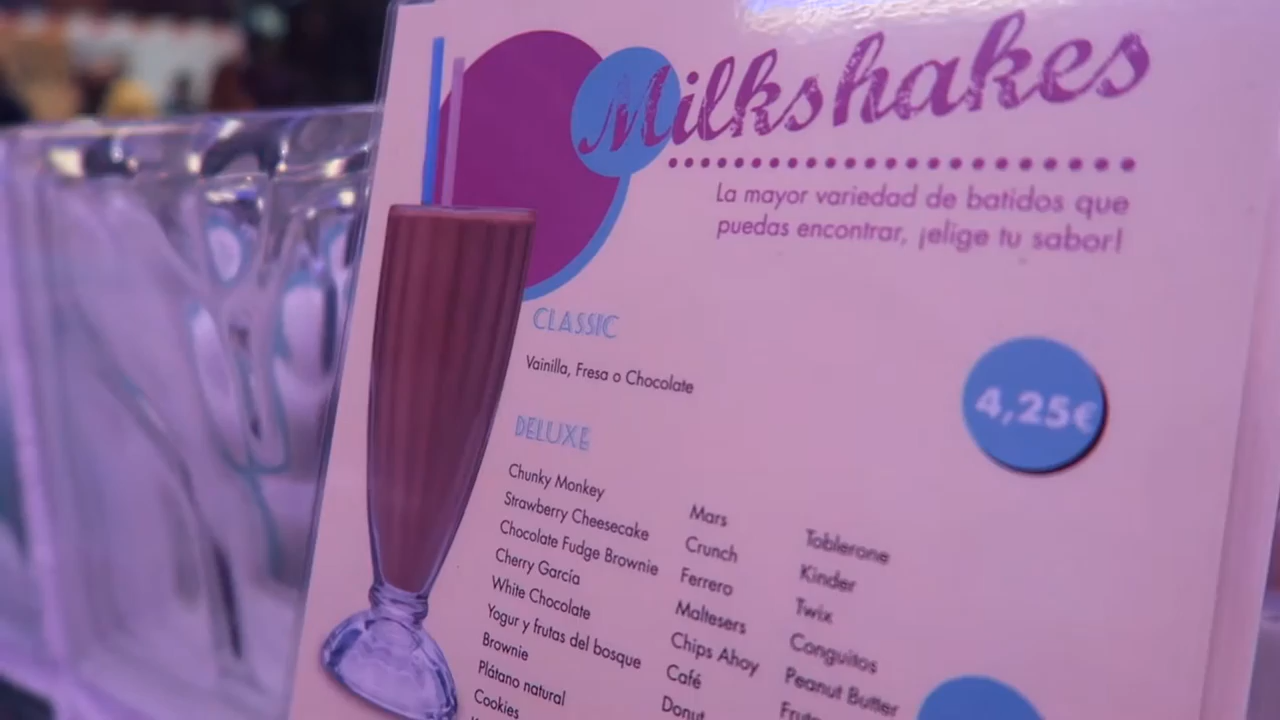 Milkshakes
La mayor variedad de batidos que
puedas encontrar, ¡elige tu sabor!
CLASSIC
Vainilla, Fresa o Chocolate
4,25€
DELUXE
Chunky Monkey
Strawberry Cheesecake
Chocolate Fudge Brownie
Cherry García
White Chocolate
Yogur y frutas del bosque
Brownie
Plátano natural
Cookies
Mars
Crunch
Ferrero
Maltesers
Chips Ahoy
Café
Donut
Toblerone
Kinder
Twix
Conguitos
Peanut Butter